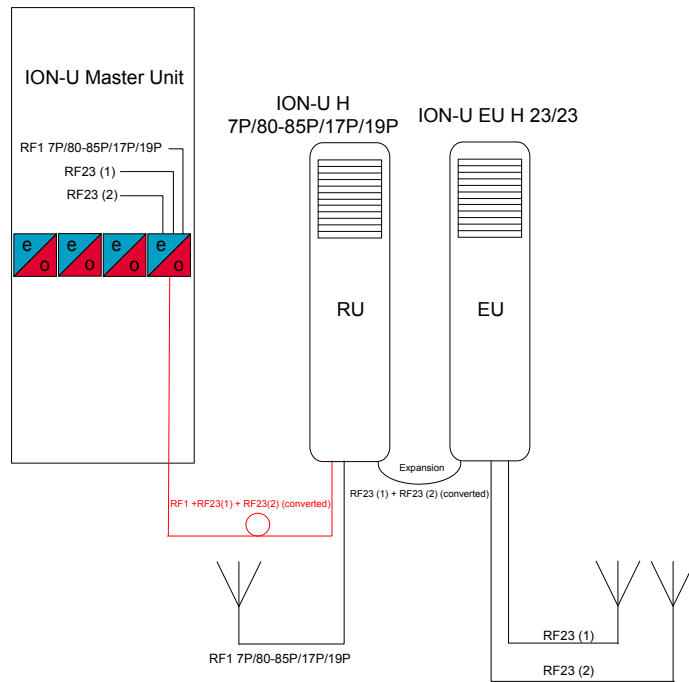 ION-U Master Unit
ION-U H
7P/80-85P/17P/19P
ION-U EU H 23/23
RF1 7P/80-85P/17P/19P
RF23 (1)
RF23 (2)
e
o
e
o
e
o
e
o
RU
EU
Expansion
RF23 (1) + RF23 (2) (converted)
RF1 +RF23(1) + RF23(2) (converted)
RF23 (1)
RF1 7P/80-85P/17P/19P
RF23 (2)